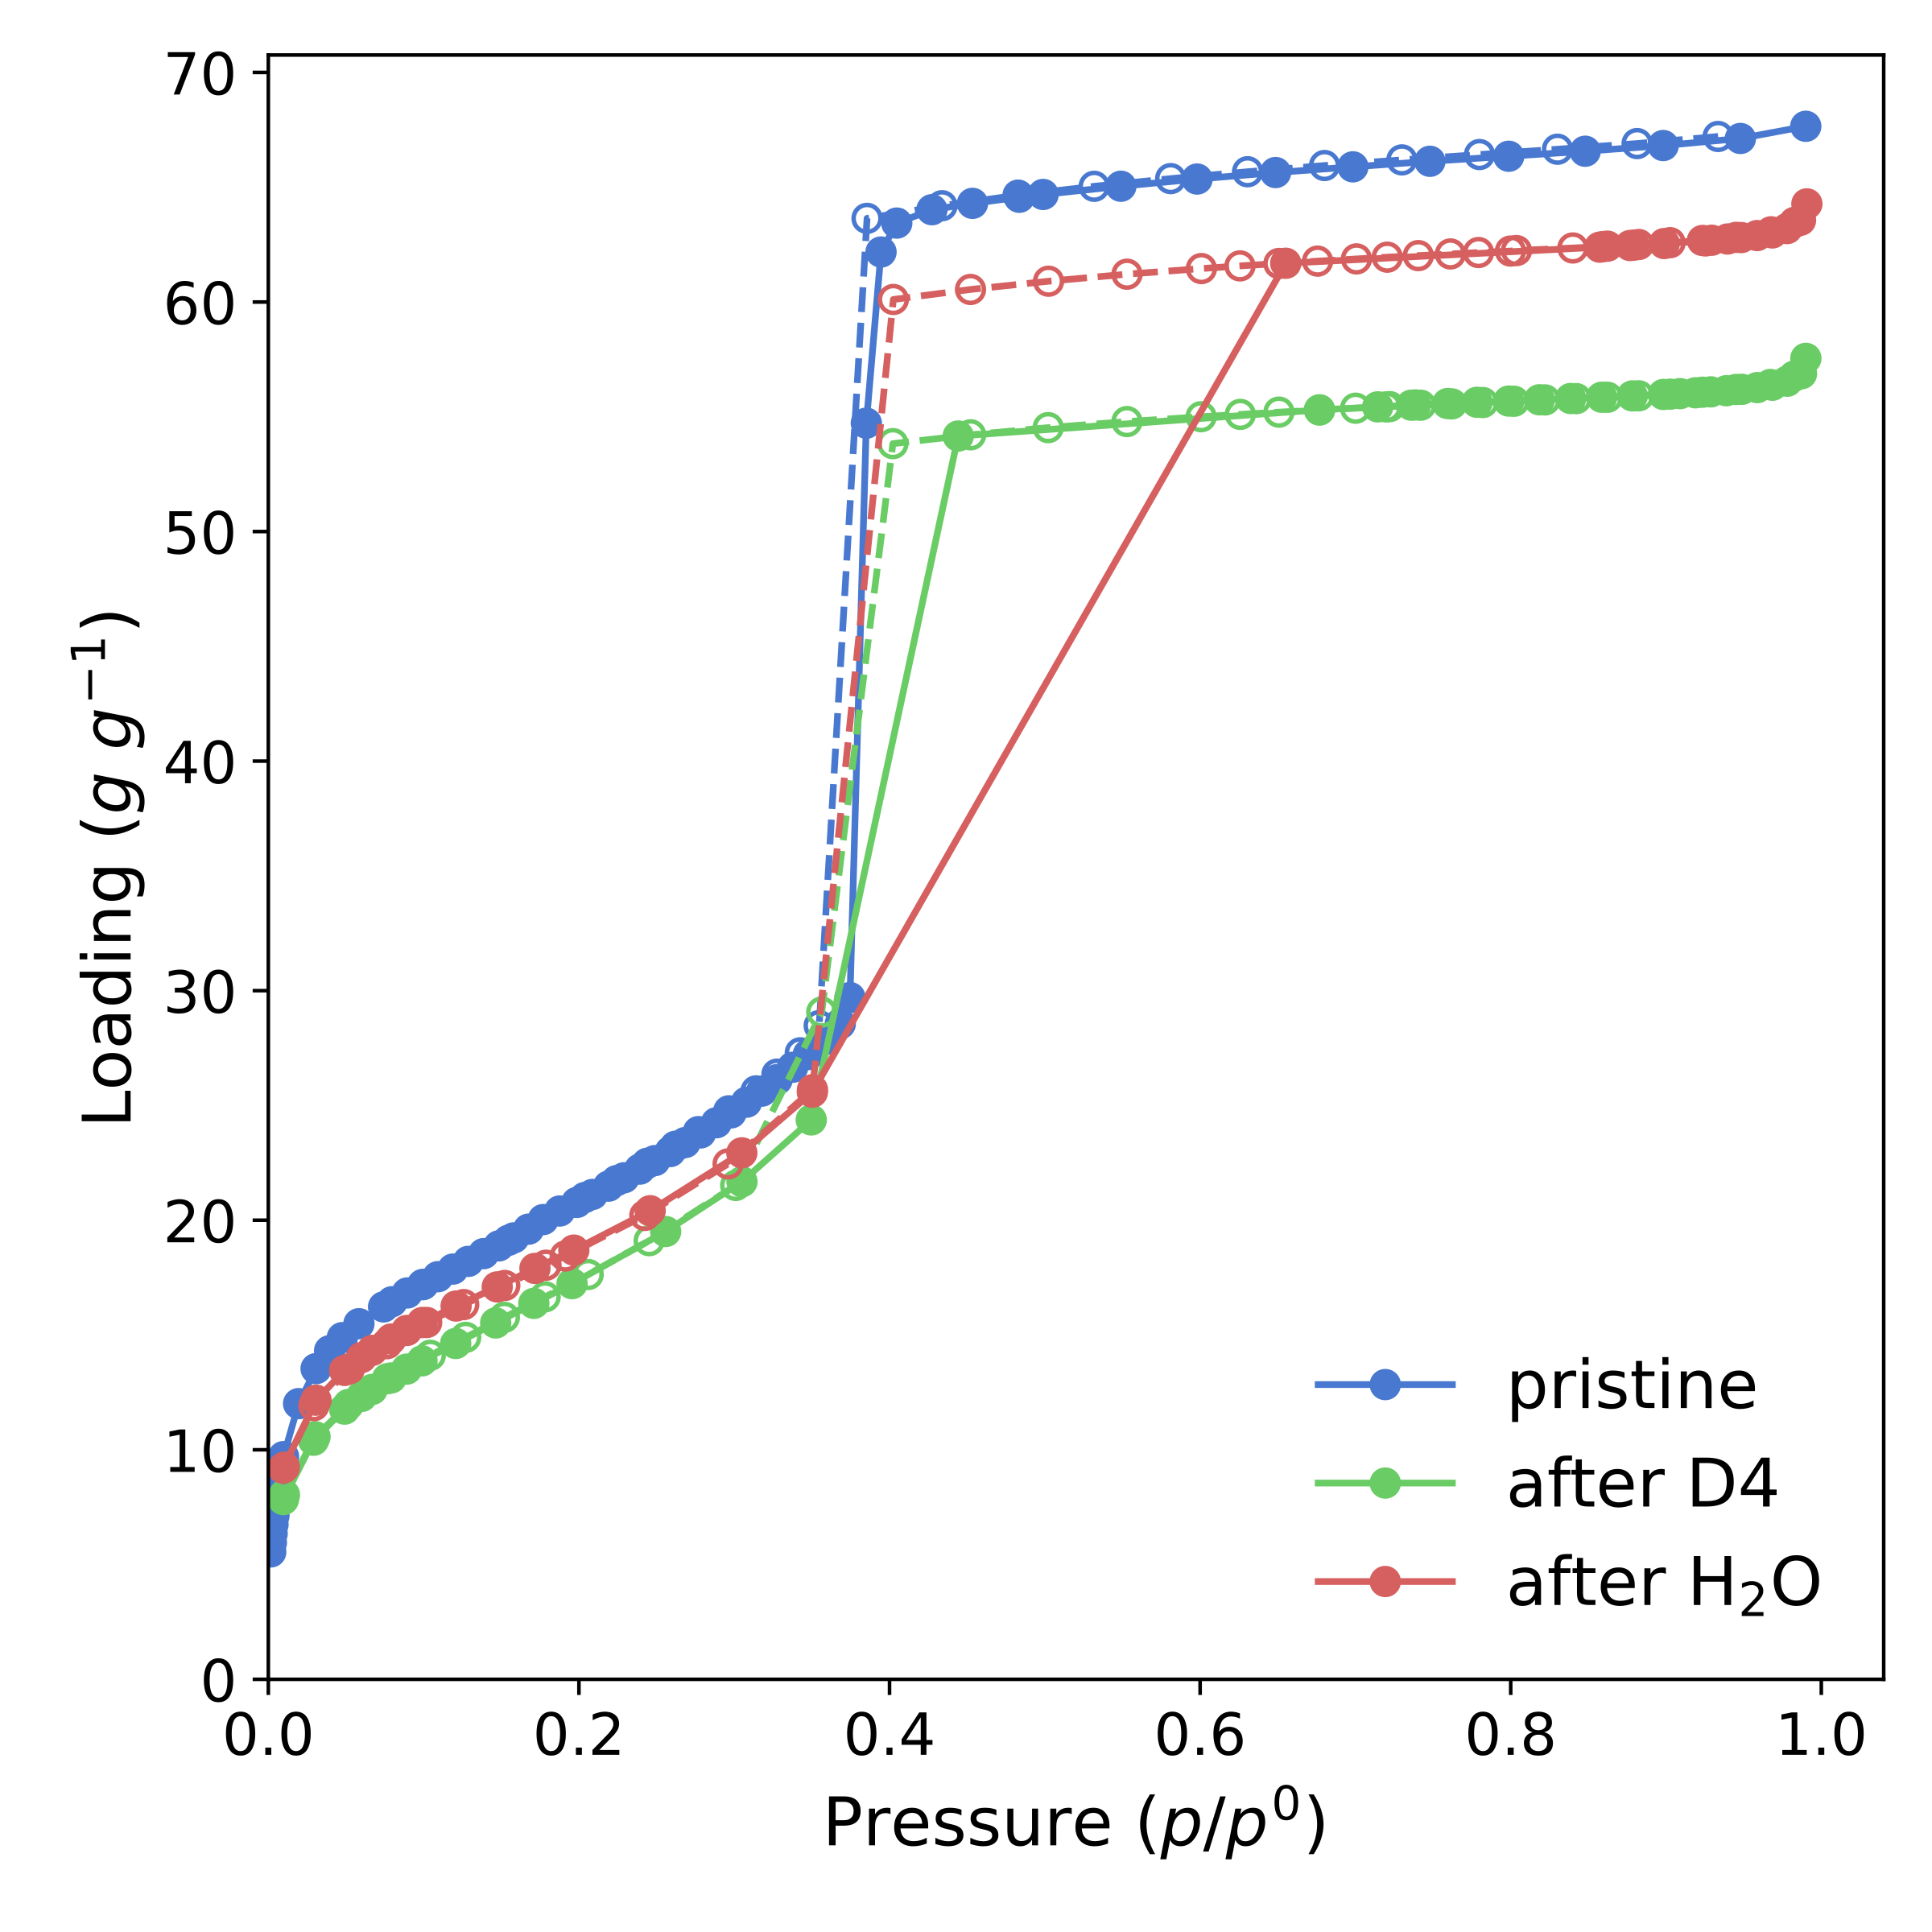 70
60
50
40
30
20
10
0
Loading (g g⁻¹)
0.0 0.2 0.4 0.6 0.8 1.0
Pressure (p/p⁰)
pristine
after D4
after H₂O